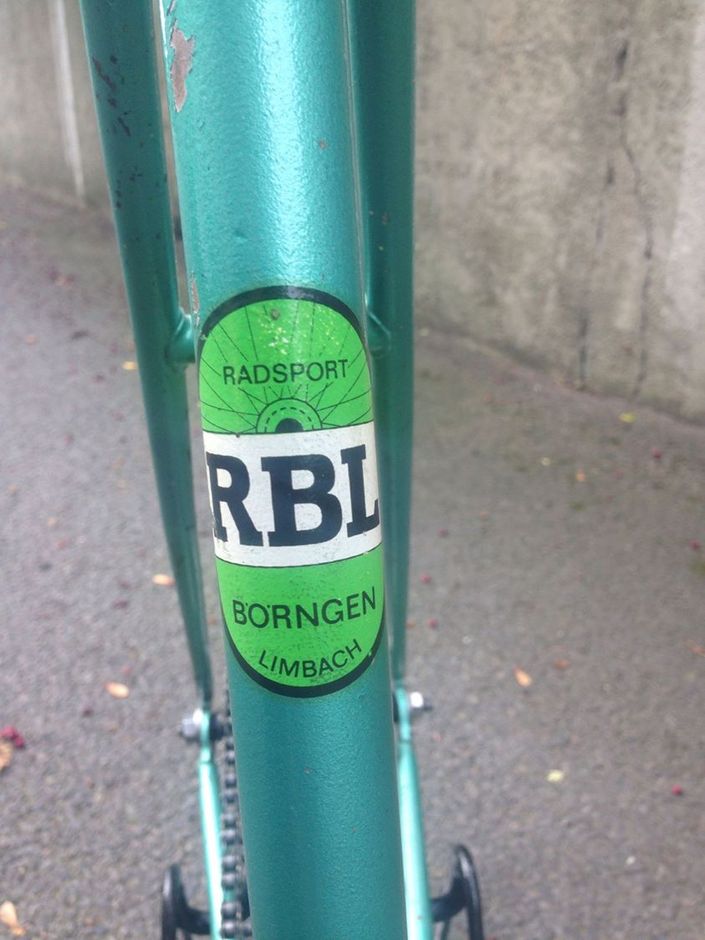 RADSPORT
RBL
BÖRNGEN
LIMBACH